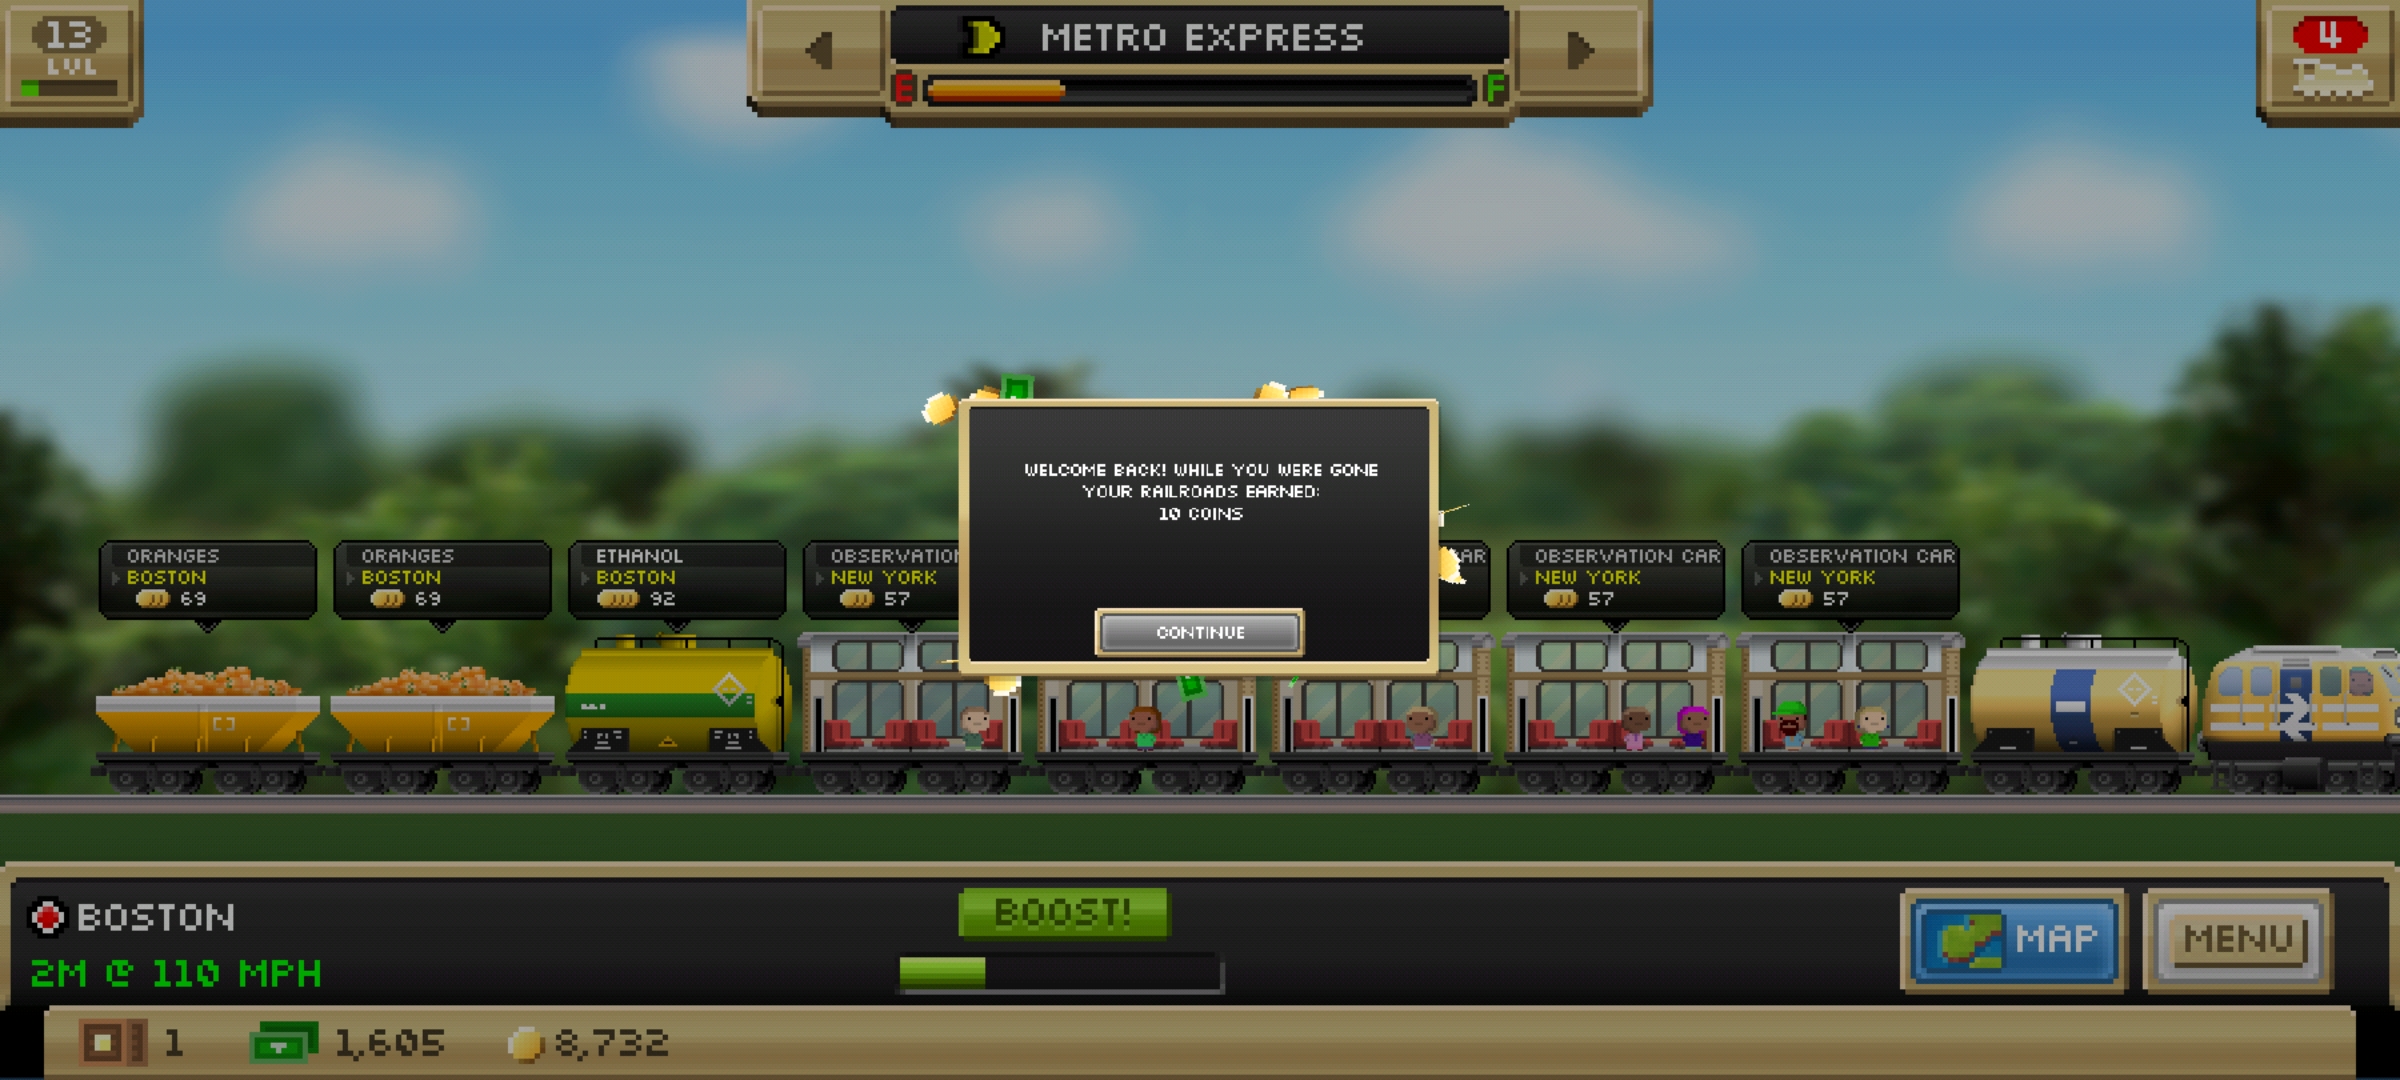 13
LVL
METRO EXPRESS
E
F
4
WELCOME BACK! WHILE YOU WERE GONE
YOUR RAILROADS EARNED:
10 COINS
CONTINUE
ORANGES
BOSTON
69
ORANGES
BOSTON
69
ETHANOL
BOSTON
92
OBSERVATION
NEW YORK
57
AR
OBSERVATION CAR
NEW YORK
57
OBSERVATION CAR
NEW YORK
57
BOSTON
2M @ 110 MPH
BOOST!
MAP
MENU
1
1,605
8,732